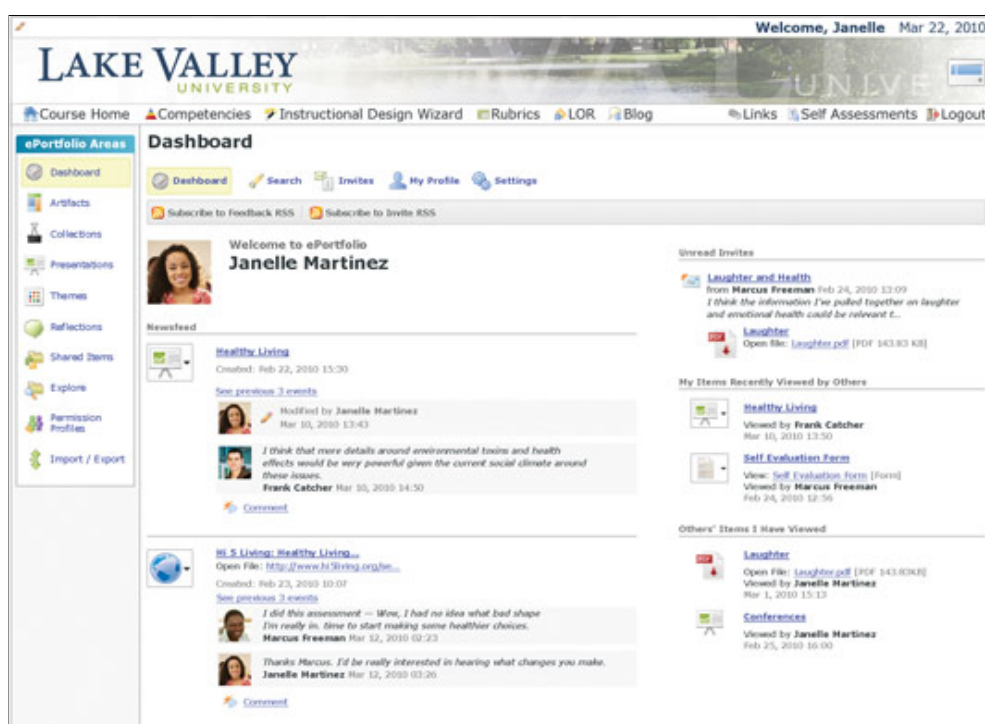 Welcome, Janelle Mar 22, 2010
LAKE VALLEY
UNIVERSITY
UNIVE
Course Home Competencies Instructional Design Wizard Rubrics LOR Blog Links Self Assessments Logout
ePortfolio Areas
Dashboard
Artifacts
Collections
Presentations
Themes
Reflections
Shared Items
Explore
Permission
Profiles
Import / Export
Dashboard
Dashboard Search Invites My Profile Settings
Subscribe to Feedback RSS Subscribe to Invite RSS
Welcome to ePortfolio
Janelle Martinez
Newsfeed
Healthy Living
Created: Feb 22, 2010 15:30
See previous 3 events
Modified by Janelle Martinez
Mar 10, 2010 13:43
I think that more details around environmental toxins and health
effects would be very powerful given the current social climate around
these issues.
Frank Catcher Mar 10, 2010 14:50
Comment
Hi 5 Living: Healthy Living...
Open File: http://www.hi5living.org/se...
Created: Feb 23, 2010 10:07
See previous 3 events
I did this assessment — Wow, I had no idea what bad shape
I'm really in. time to start making some healthier choices.
Marcus Freeman Mar 12, 2010 02:23
Thanks Marcus. I'd be really interested in hearing what changes you make.
Janelle Martinez Mar 12, 2010 03:26
Comment
Unread Invites
Laughter and Health
from Marcus Freeman Feb 24, 2010 13:09
I think the information I've pulled together on laughter
and emotional health could be relevant t...
Laughter
Open file: Laughter.pdf [PDF 143.83 KB]
My Items Recently Viewed by Others
Healthy Living
Viewed by Frank Catcher
Mar 10, 2010 13:50
Self Evaluation Form
View: Self Evaluation Form [Form]
Viewed by Marcus Freeman
Feb 24, 2010 12:56
Others' Items I Have Viewed
Laughter
Open File: Laughter.pdf [PDF 143.83KB]
Viewed by Janelle Martinez
Mar 1, 2010 15:13
Conferences
Viewed by Janelle Martinez
Feb 25, 2010 16:00